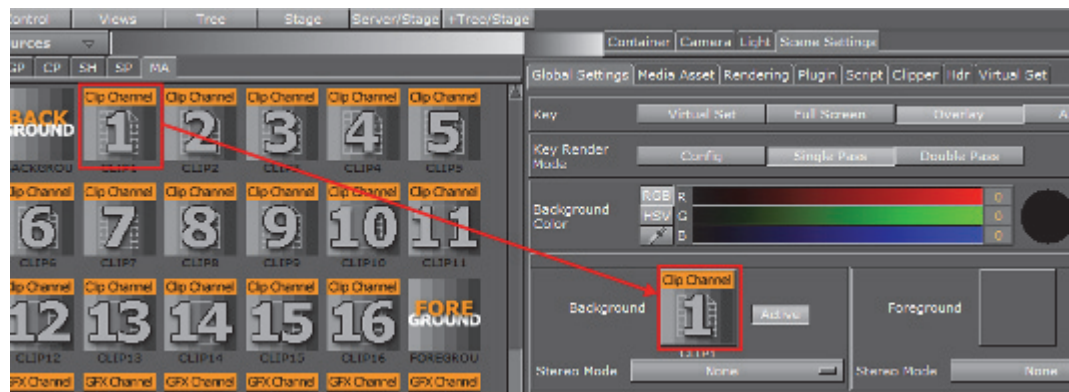 ontrol Views Tree Stage Server/Stage +Tree/Stage
urces
GP CP SH SP MA
BACK
GROUND
BACKGROU
Clip Channel
1
CLIP1
Clip Channel
2
CLIP2
Clip Channel
3
CLIP3
Clip Channel
4
CLIP4
Clip Channel
5
CLIP5
Clip Channel
6
CLIP6
Clip Channel
7
CLIP7
Clip Channel
8
CLIP8
Clip Channel
9
CLIP9
Clip Channel
10
CLIP10
Clip Channel
11
CLIP11
Clip Channel
12
CLIP12
Clip Channel
13
CLIP13
Clip Channel
14
CLIP14
Clip Channel
15
CLIP15
Clip Channel
16
CLIP16
FORE
GROUND
FOREGROU
GFX Channel GFX Channel GFX Channel GFX Channel GFX Channel GFX Channel
Container Camera Light Scene Settings
Global Settings Media Asset Rendering Plugin Script Clipper Hdr Virtual Set
Key Virtual Set Full Screen Overlay A
Key Render
Mode
Config Single Pass Double Pass
Background
Color
RGB R 0
HSV G 0
B 0
Background
Clip Channel
1
CLIP1
Active
Foreground
Stereo Mode None
Stereo Mode None